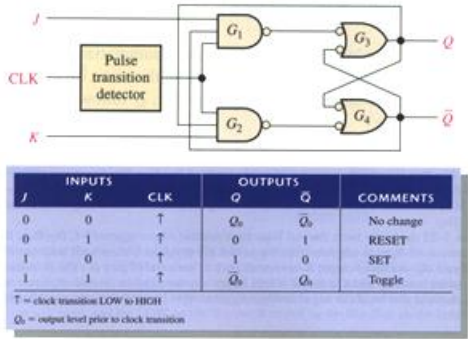 J
G₁
G₃
Q
Pulse
transition
detector
CLK
G₂
G₄
Q̅
K
INPUTS OUTPUTS
J K CLK Q Q̅ COMMENTS
0 0 ↑ Q₀ Q̅₀ No change
0 1 ↑ 0 1 RESET
1 0 ↑ 1 0 SET
1 1 ↑ Q̅₀ Q₀ Toggle
↑ = clock transition LOW to HIGH
Q₀ = output level prior to clock transition